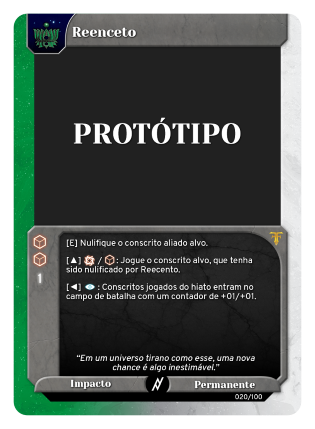 Reenceto
PROTÓTIPO
[E] Nulifique o conscrito aliado alvo.
[▲] / : Jogue o conscrito alvo, que tenha
sido nulificado por Reecento.
[◄] : Conscritos jogados do hiato entram no
campo de batalha com um contador de +01/+01.
1
“Em um universo tirano como esse, uma nova
chance é algo inestimável.”
Impacto
Permanente
020/100